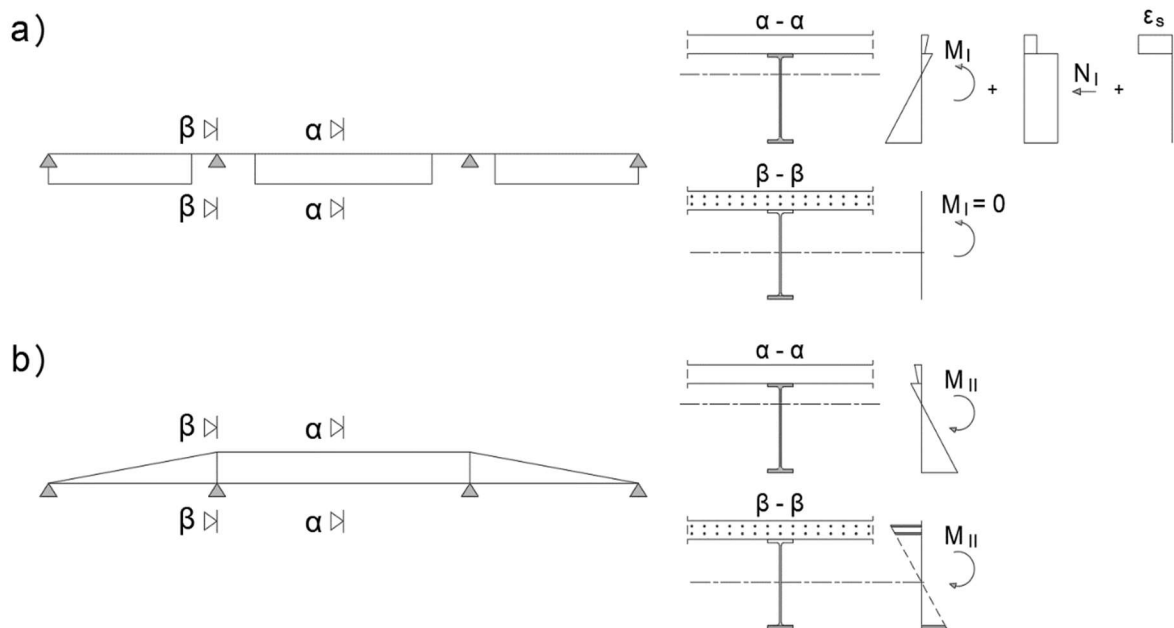 a)
α - α
M_I
+
N_I
+
ε_s
β
α
β
α
β - β
M_I = 0
b)
α - α
M_II
β
α
β
α
β - β
M_II